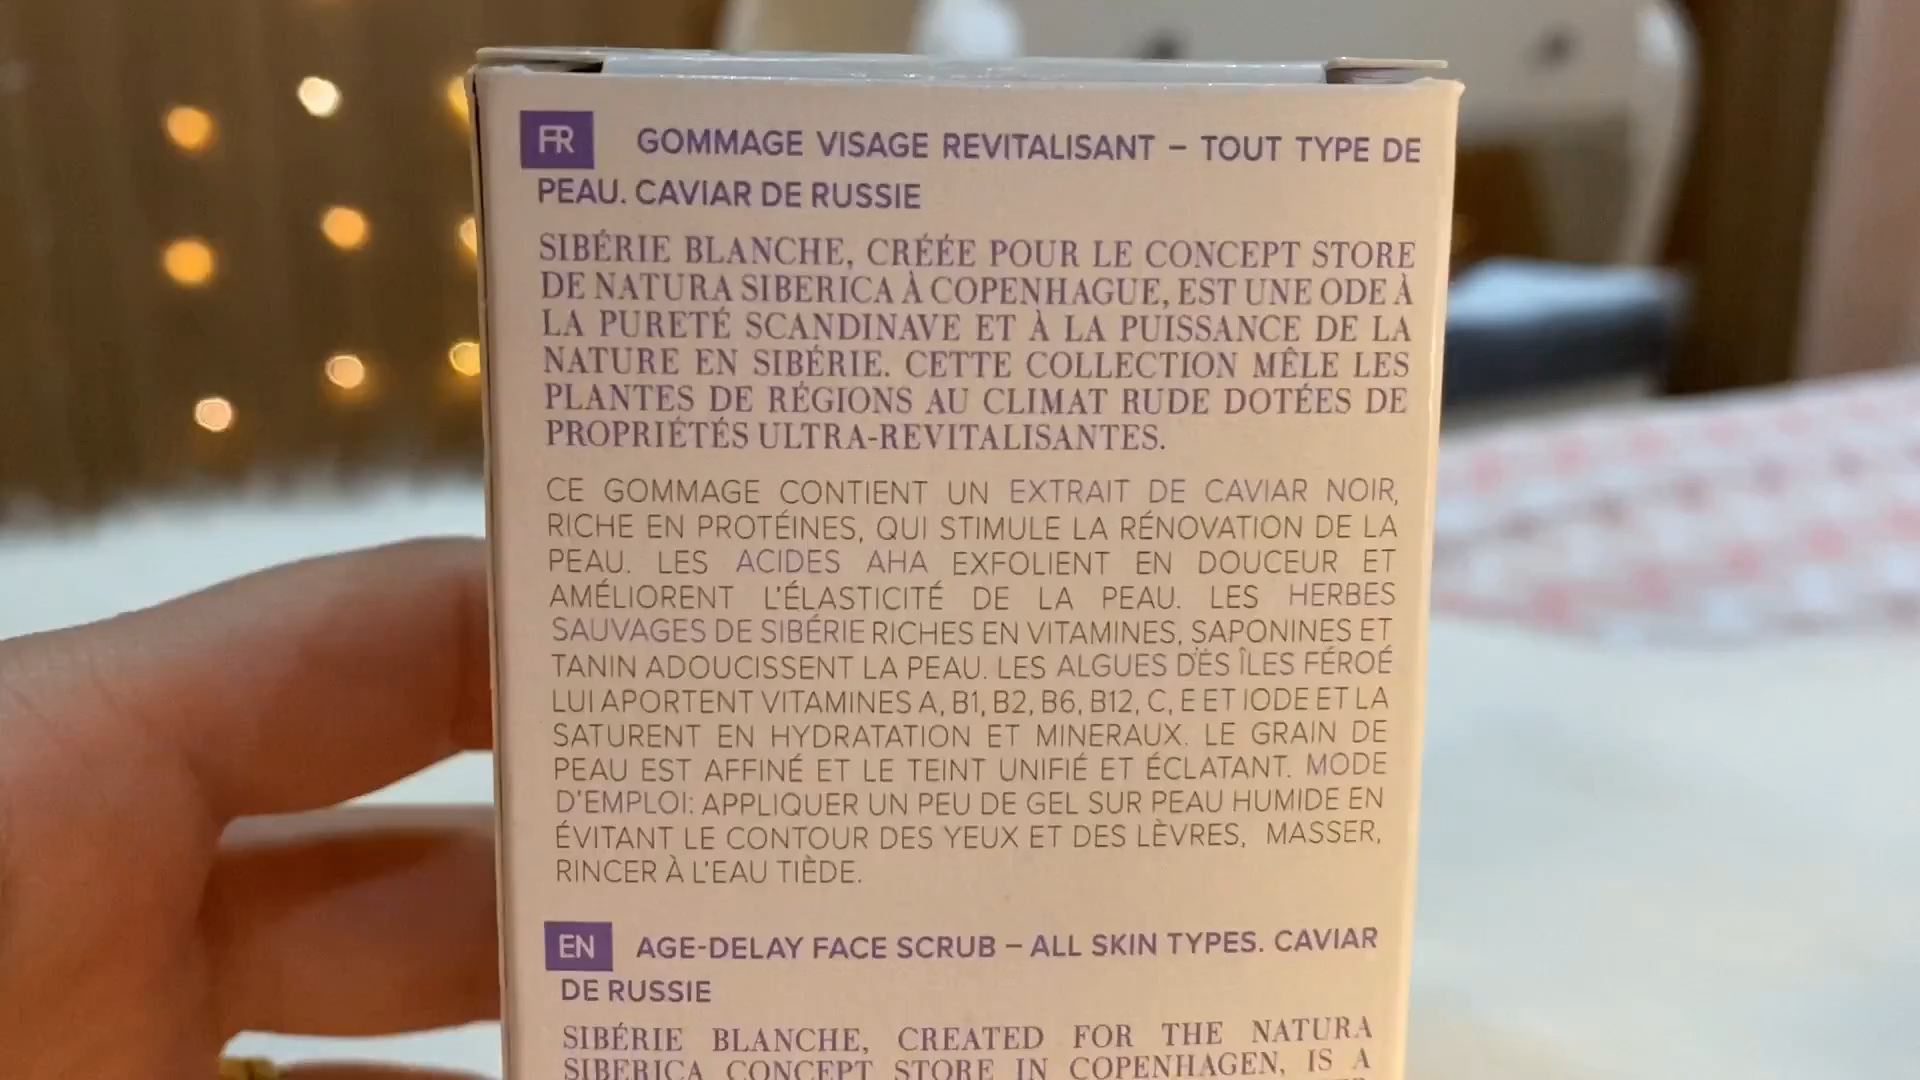 FR GOMMAGE VISAGE REVITALISANT – TOUT TYPE DE
PEAU. CAVIAR DE RUSSIE
SIBÉRIE BLANCHE, CRÉÉE POUR LE CONCEPT STORE
DE NATURA SIBERICA À COPENHAGUE, EST UNE ODE À
LA PURETÉ SCANDINAVE ET À LA PUISSANCE DE LA
NATURE EN SIBÉRIE. CETTE COLLECTION MÊLE LES
PLANTES DE RÉGIONS AU CLIMAT RUDE DOTÉES DE
PROPRIÉTÉS ULTRA-REVITALISANTES.
CE GOMMAGE CONTIENT UN EXTRAIT DE CAVIAR NOIR,
RICHE EN PROTÉINES, QUI STIMULE LA RÉNOVATION DE LA
PEAU. LES ACIDES AHA EXFOLIENT EN DOUCEUR ET
AMÉLIORENT L'ÉLASTICITÉ DE LA PEAU. LES HERBES
SAUVAGES DE SIBÉRIE RICHES EN VITAMINES, SAPONINES ET
TANIN ADOUCISSENT LA PEAU. LES ALGUES DES ÎLES FÉROÉ
LUI APORTENT VITAMINES A, B1, B2, B6, B12, C, E ET IODE ET LA
SATURENT EN HYDRATATION ET MINERAUX. LE GRAIN DE
PEAU EST AFFINÉ ET LE TEINT UNIFIÉ ET ÉCLATANT. MODE
D'EMPLOI: APPLIQUER UN PEU DE GEL SUR PEAU HUMIDE EN
ÉVITANT LE CONTOUR DES YEUX ET DES LÈVRES, MASSER,
RINCER À L'EAU TIÈDE.
EN AGE-DELAY FACE SCRUB – ALL SKIN TYPES. CAVIAR
DE RUSSIE
SIBÉRIE BLANCHE, CREATED FOR THE NATURA
SIBERICA CONCEPT STORE IN COPENHAGEN, IS A